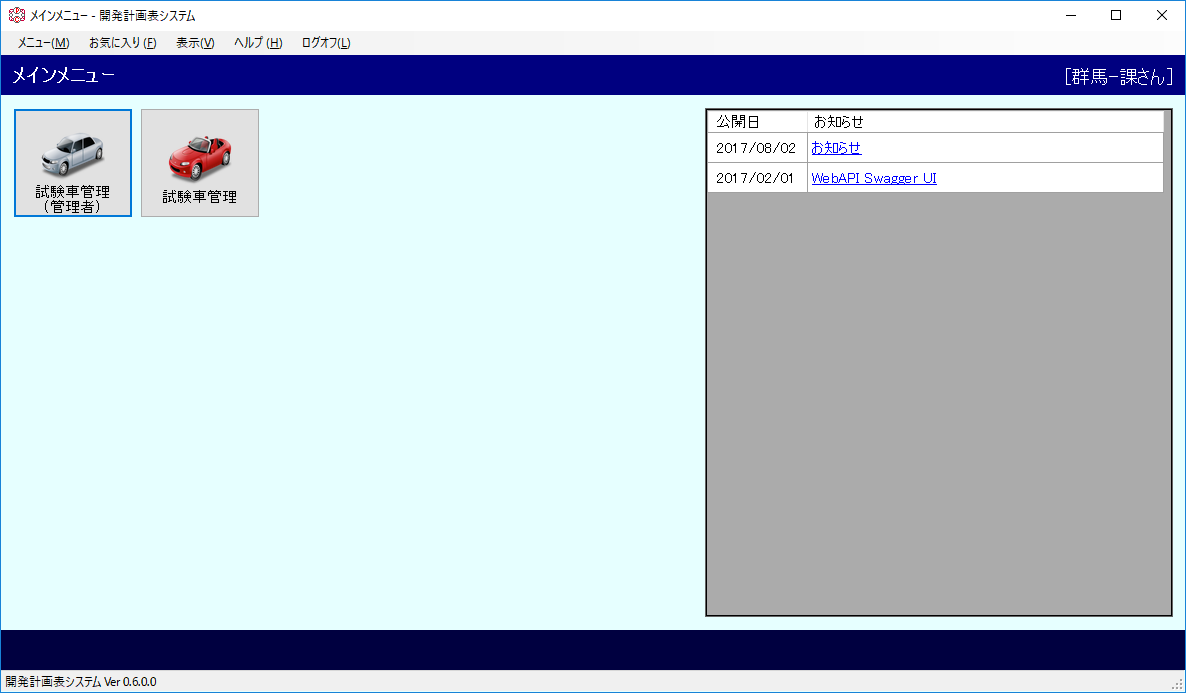 メインメニュー - 開発計画表システム
メニュー(M) お気に入り(F) 表示(V) ヘルプ(H) ログオフ(L)
メインメニュー
[群馬-課さん]
試験車管理
(管理者)
試験車管理
公開日 お知らせ
2017/08/02 お知らせ
2017/02/01 WebAPI Swagger UI
開発計画表システム Ver 0.6.0.0